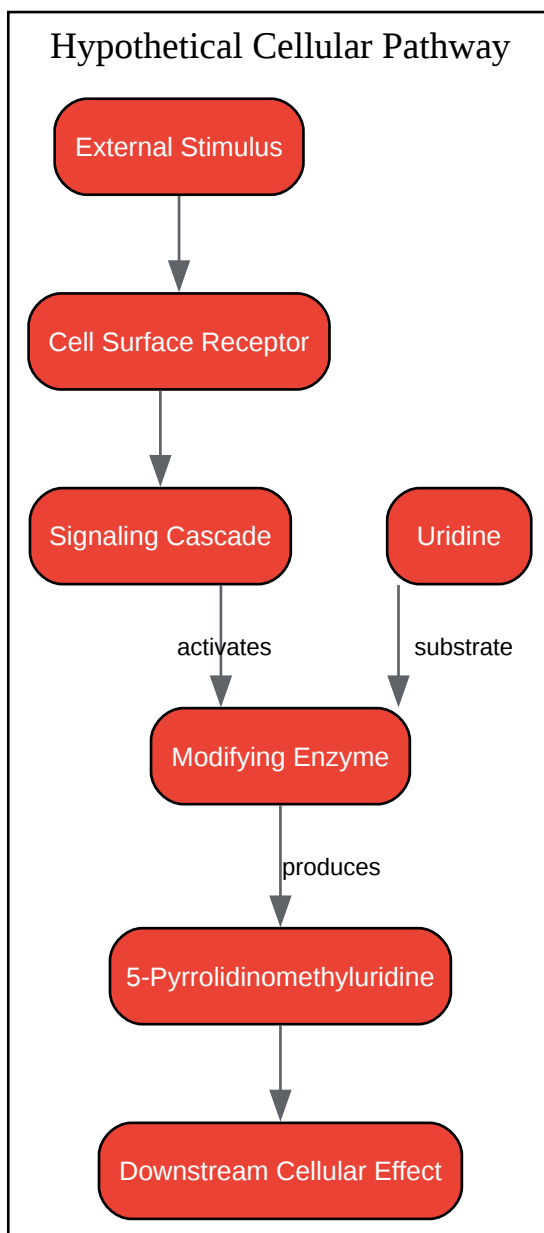 Hypothetical Cellular Pathway
External Stimulus
Cell Surface Receptor
Signaling Cascade
Uridine
activates
substrate
Modifying Enzyme
produces
5-Pyrrolidinomethyluridine
Downstream Cellular Effect